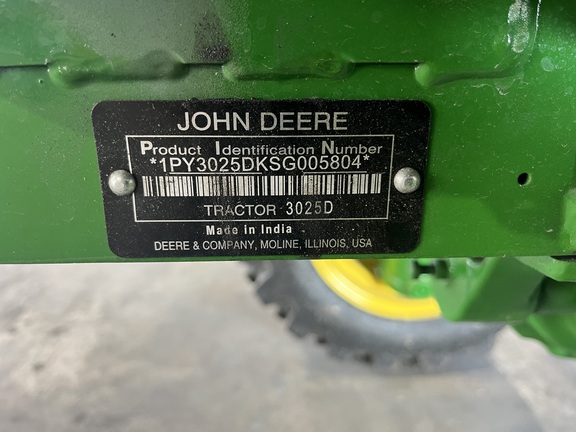 JOHN DEERE
Product Identification Number
*1PY3025DKSG005804*
TRACTOR 3025D
Made in India
DEERE & COMPANY, MOLINE, ILLINOIS, USA